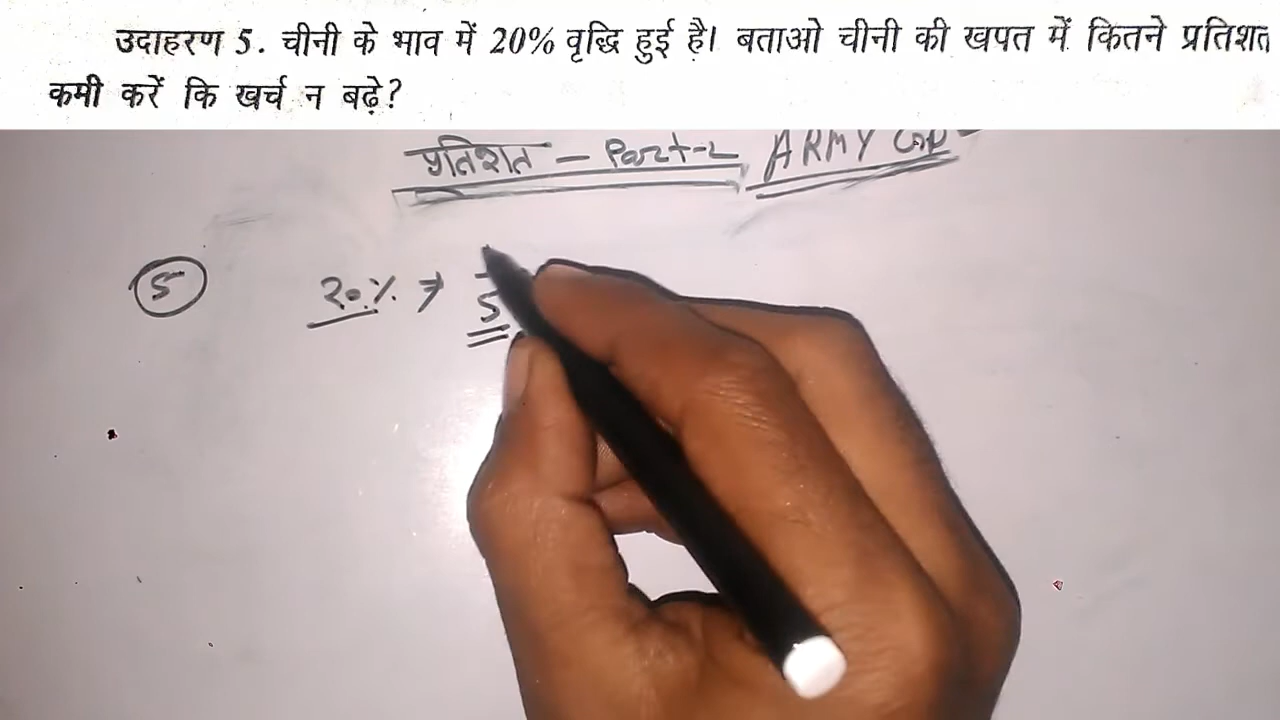 उदाहरण 5. चीनी के भाव में 20% वृद्धि हुई है। बताओ चीनी की खपत में कितने प्रतिशत
कमी करें कि खर्च न बढ़े?
प्रतिशत – Part-2 ARMY
5 20% ⇒ 5